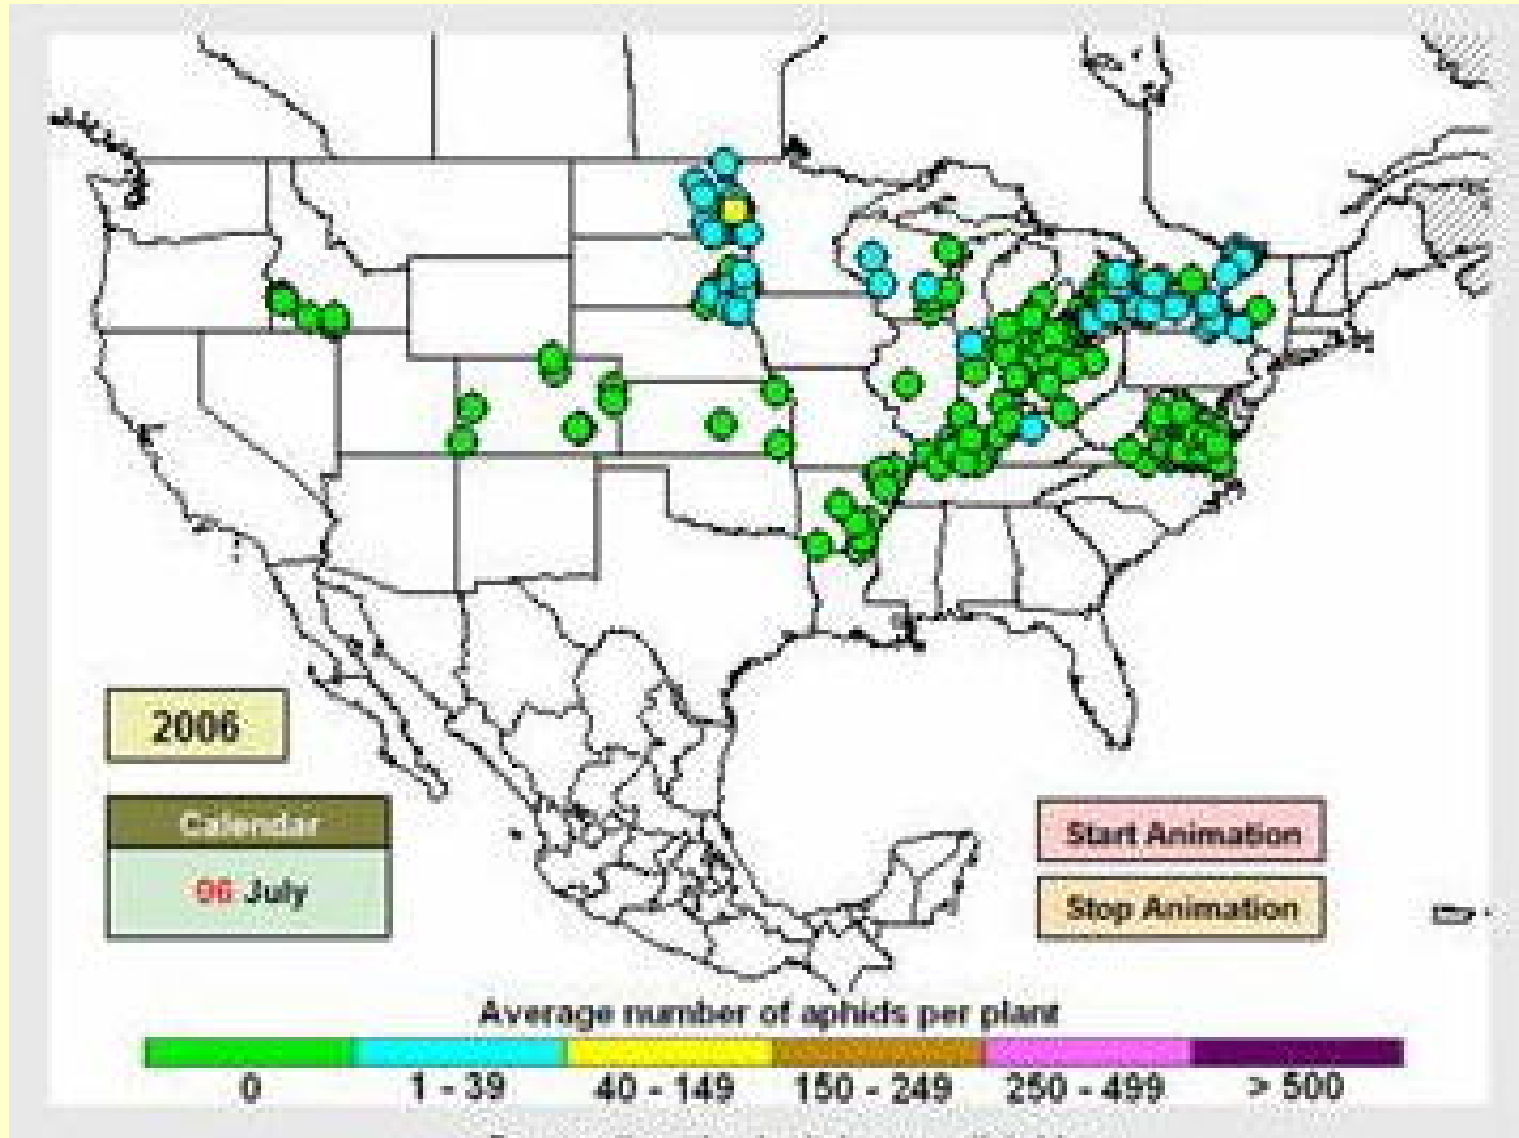 2006
Calendar
06 July
Start Animation
Stop Animation
Average number of aphids per plant
0
1 - 39
40 - 149
150 - 249
250 - 499
> 500